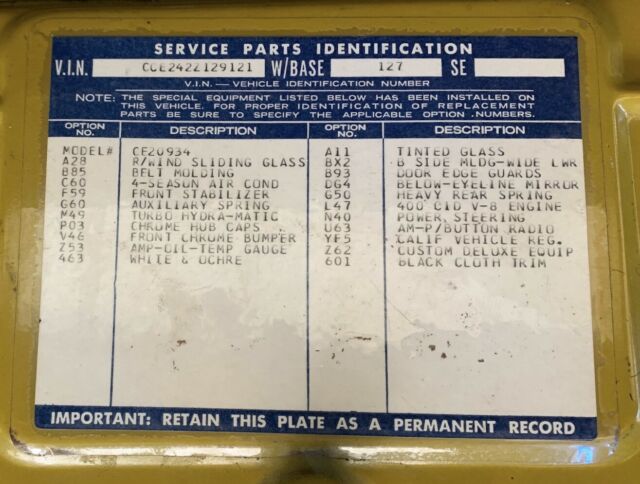 SERVICE PARTS IDENTIFICATION
V.I.N. CCE242Z129121 W/BASE 127 SE
V.I.N. — VEHICLE IDENTIFICATION NUMBER
NOTE: THE SPECIAL EQUIPMENT LISTED BELOW HAS BEEN INSTALLED ON
THIS VEHICLE. FOR PROPER IDENTIFICATION OF REPLACEMENT
PARTS BE SURE TO SPECIFY THE APPLICABLE OPTION NUMBERS.
OPTION NO. DESCRIPTION OPTION NO. DESCRIPTION
MODEL# CE20934 A11 TINTED GLASS
A28 R/WIND SLIDING GLASS BX2 B SIDE MLDG-WIDE LWR
B85 BELT MOLDING B93 DOOR EDGE GUARDS
C60 4-SEASON AIR COND DG4 BELOW-EYELINE MIRROR
F59 FRONT STABILIZER G50 HEAVY REAR SPRING
G60 AUXILIARY SPRING L47 400 CID V-8 ENGINE
M49 TURBO HYDRA-MATIC N40 POWER STEERING
P03 CHROME HUB CAPS U63 AM-P/BUTTON RADIO
V46 FRONT CHROME BUMPER YF5 CALIF VEHICLE REG.
Z53 AMP-OIL-TEMP GAUGE Z62 CUSTOM DELUXE EQUIP
463 WHITE & OCHRE 601 BLACK CLOTH TRIM
IMPORTANT: RETAIN THIS PLATE AS A PERMANENT RECORD